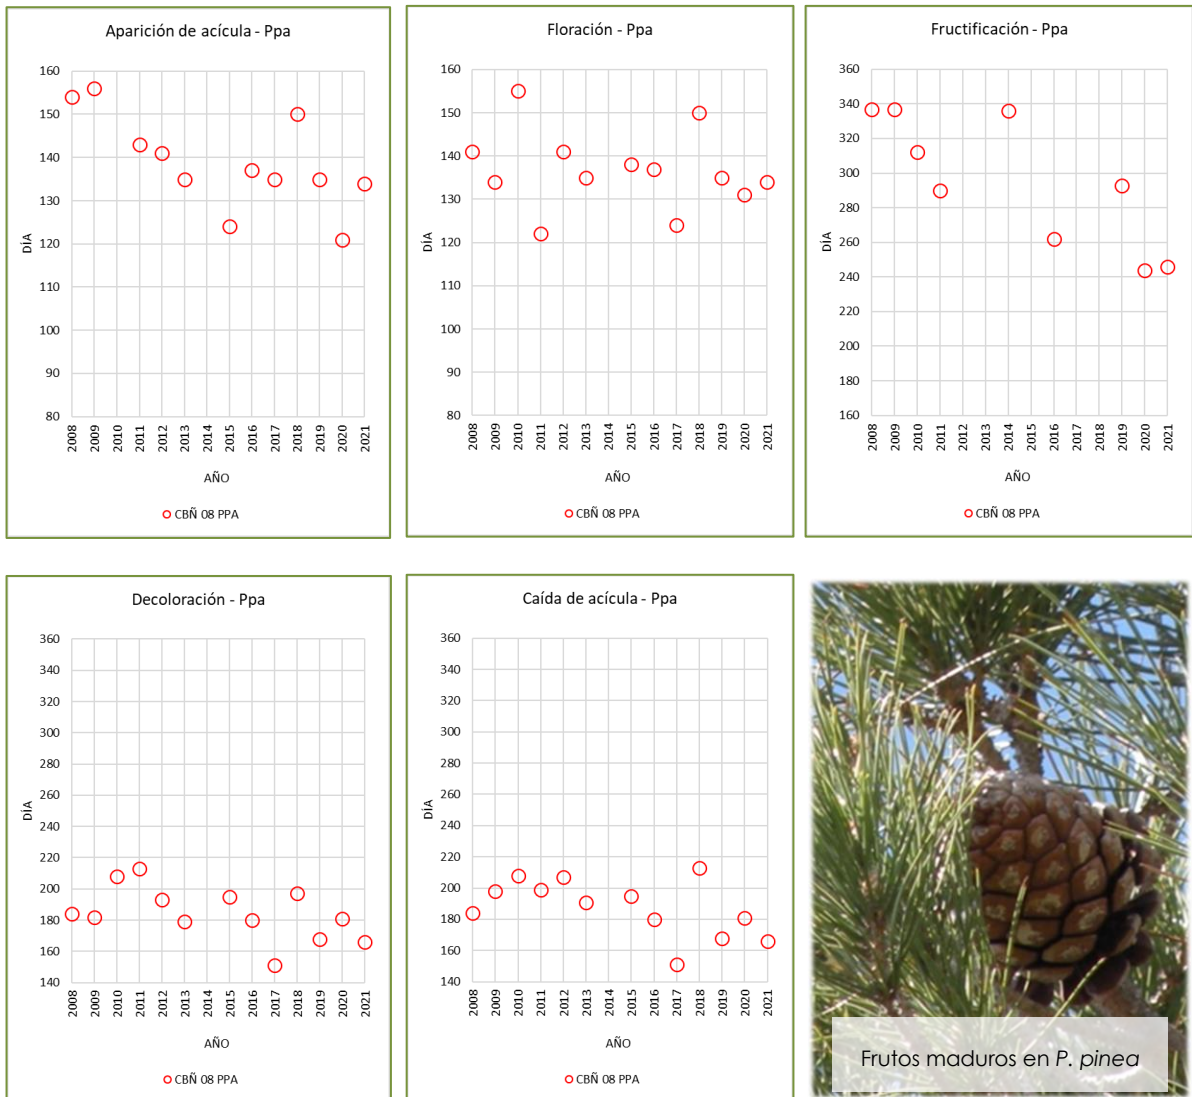 Aparición de acícula - Ppa
160
150
140
130
120
110
100
90
80
DÍA
2008 2009 2010 2011 2012 2013 2014 2015 2016 2017 2018 2019 2020 2021
AÑO
CBÑ 08 PPA
Floración - Ppa
160
150
140
130
120
110
100
90
80
DÍA
2008 2009 2010 2011 2012 2013 2014 2015 2016 2017 2018 2019 2020 2021
AÑO
CBÑ 08 PPA
Fructificación - Ppa
360
340
320
300
280
260
240
220
200
180
160
DÍA
2008 2009 2010 2011 2012 2013 2014 2015 2016 2017 2018 2019 2020 2021
AÑO
CBÑ 08 PPA
Decoloración - Ppa
360
340
320
300
280
260
240
220
200
180
160
140
DÍA
2008 2009 2010 2011 2012 2013 2014 2015 2016 2017 2018 2019 2020 2021
AÑO
CBÑ 08 PPA
Caída de acícula - Ppa
360
340
320
300
280
260
240
220
200
180
160
140
DÍA
2008 2009 2010 2011 2012 2013 2014 2015 2016 2017 2018 2019 2020 2021
AÑO
CBÑ 08 PPA
Frutos maduros en P. pinea